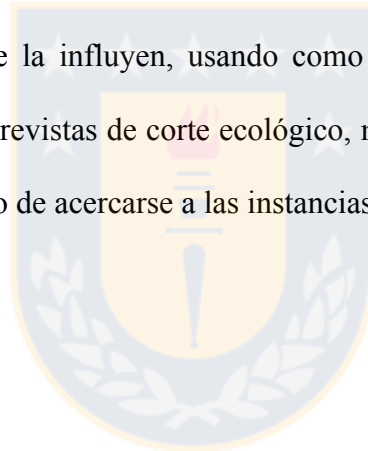 la influyen, usando como
revistas de corte ecológico,
de acercarse a las instancias